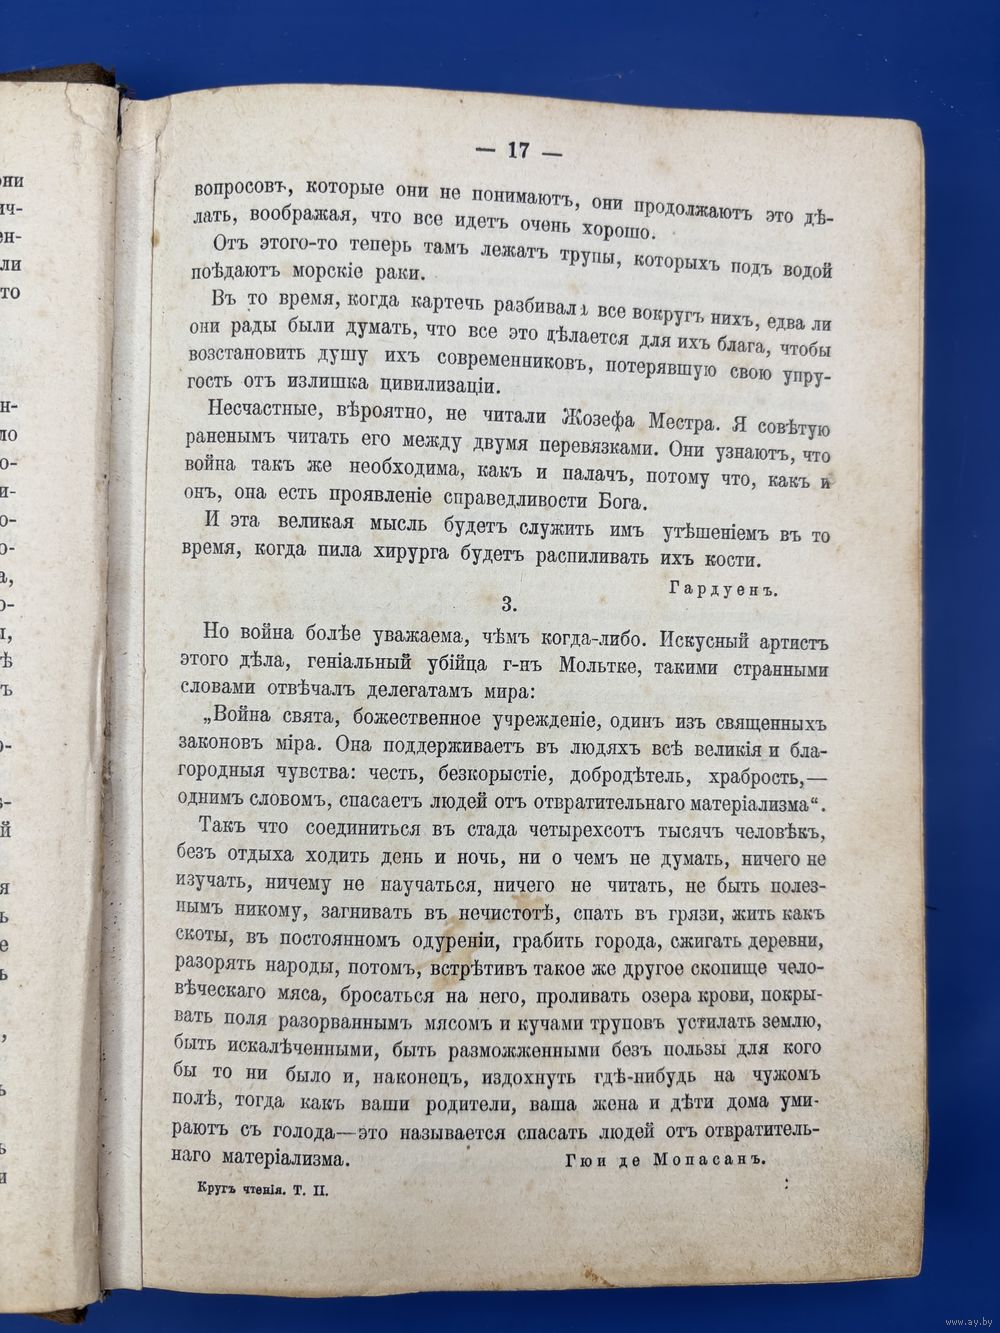 — 17 —
вопросовъ, которые они не понимаютъ, они продолжаютъ это дѣ-
лать, воображая, что все идетъ очень хорошо.
Отъ этого-то теперь тамъ лежатъ трупы, которыхъ подъ водой
поѣдаютъ морскіе раки.
Въ то время, когда картечь разбивала все вокругъ нихъ, едва ли
они рады были думать, что все это дѣлается для ихъ блага, чтобы
возстановить душу ихъ современниковъ, потерявшую свою упру-
гость отъ излишка цивилизаціи.
Несчастные, вѣроятно, не читали Жозефа Местра. Я совѣтую
раненымъ читать его между двумя перевязками. Они узнаютъ, что
война такъ же необходима, какъ и палачъ, потому что, какъ и
онъ, она есть проявленіе справедливости Бога.
И эта великая мысль будетъ служить имъ утѣшеніемъ въ то
время, когда пила хирурга будетъ распиливать ихъ кости.
Гардуенъ.
3.
Но война болѣе уважаема, чѣмъ когда-либо. Искусный артистъ
этого дѣла, геніальный убійца г-нъ Мольтке, такими странными
словами отвѣчалъ делегатамъ мира:
„Война свята, божественное учрежденіе, одинъ изъ священныхъ
законовъ міра. Она поддерживаетъ въ людяхъ всѣ великія и бла-
городныя чувства: честь, безкорыстіе, добродѣтель, храбрость,—
однимъ словомъ, спасаетъ людей отъ отвратительнаго матеріализма“.
Такъ что соединиться въ стада четырехсотъ тысячъ человѣкъ,
безъ отдыха ходить день и ночь, ни о чемъ не думать, ничего не
изучать, ничему не научаться, ничего не читать, не быть полез-
нымъ никому, загнивать въ нечистотѣ, спать въ грязи, жить какъ
скоты, въ постоянномъ одуреніи, грабить города, сжигать деревни,
разорять народы, потомъ, встрѣтивъ такое же другое скопище чело-
вѣческаго мяса, бросаться на него, проливать озера крови, покры-
вать поля разорваннымъ мясомъ и кучами труповъ устилать землю,
быть искалѣченными, быть размозженными безъ пользы для кого
бы то ни было и, наконецъ, издохнуть гдѣ-нибудь на чужомъ
полѣ, тогда какъ ваши родители, ваша жена и дѣти дома уми-
раютъ съ голода—это называется спасать людей отъ отвратитель-
наго матеріализма. Гюи де Мопасанъ.
Кругъ чтенія. Т. II.
www.ay.by